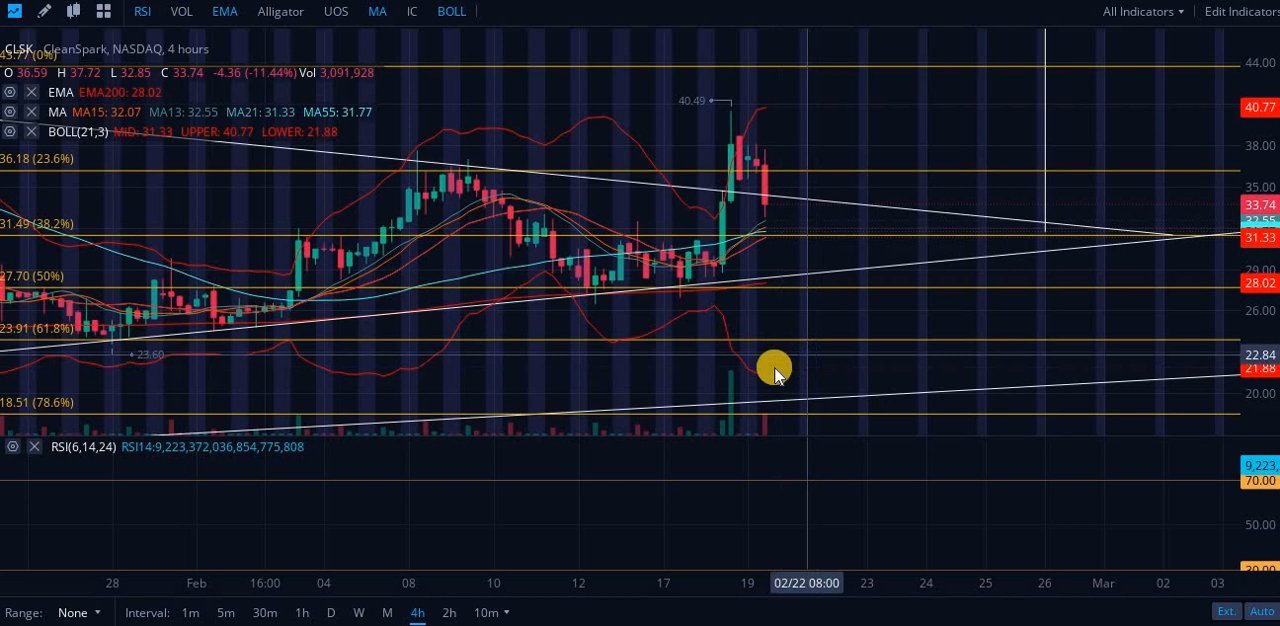 RSI VOL EMA Alligator UOS MA IC BOLL All Indicators Edit Indicators
CLSK CleanSpark, NASDAQ, 4 hours
43.77 (0%)
44.00
O 36.59 H 37.72 L 32.85 C 33.74 -4.36 (-11.44%) Vol 3,091,928
EMA EMA200: 28.02
40.49
40.77
MA MA15: 32.07 MA13: 32.55 MA21: 31.33 MA55: 31.77
BOLL(21,3) MID: 31.33 UPPER: 40.77 LOWER: 21.88
38.00
36.18 (23.6%)
35.00
33.74
31.49 (38.2%)
32.55
31.33
27.70 (50%)
29.00
28.02
26.00
23.91 (61.8%)
23.60
22.84
21.88
20.00
18.51 (78.6%)
RSI(6,14,24) RSI14:9,223,372,036,854,775,808
9,223,
70.00
50.00
30.00
28 Feb 16:00 04 08 10 12 17 19 02/22 08:00 23 24 25 26 Mar 02 03
Range: None Interval: 1m 5m 30m 1h D W M 4h 2h 10m Ext. Auto